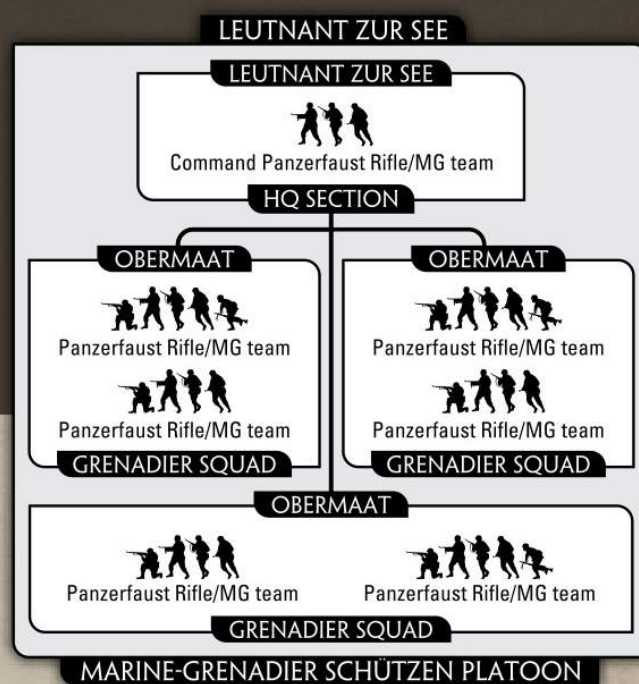 LEUTNANT ZUR SEE
LEUTNANT ZUR SEE
Command Panzerfaust Rifle/MG team
HQ SECTION
OBERMAAT
Panzerfaust Rifle/MG team
Panzerfaust Rifle/MG team
GRENADIER SQUAD
OBERMAAT
Panzerfaust Rifle/MG team
Panzerfaust Rifle/MG team
GRENADIER SQUAD
OBERMAAT
Panzerfaust Rifle/MG team
Panzerfaust Rifle/MG team
GRENADIER SQUAD
MARINE-GRENADIER SCHÜTZEN PLATOON